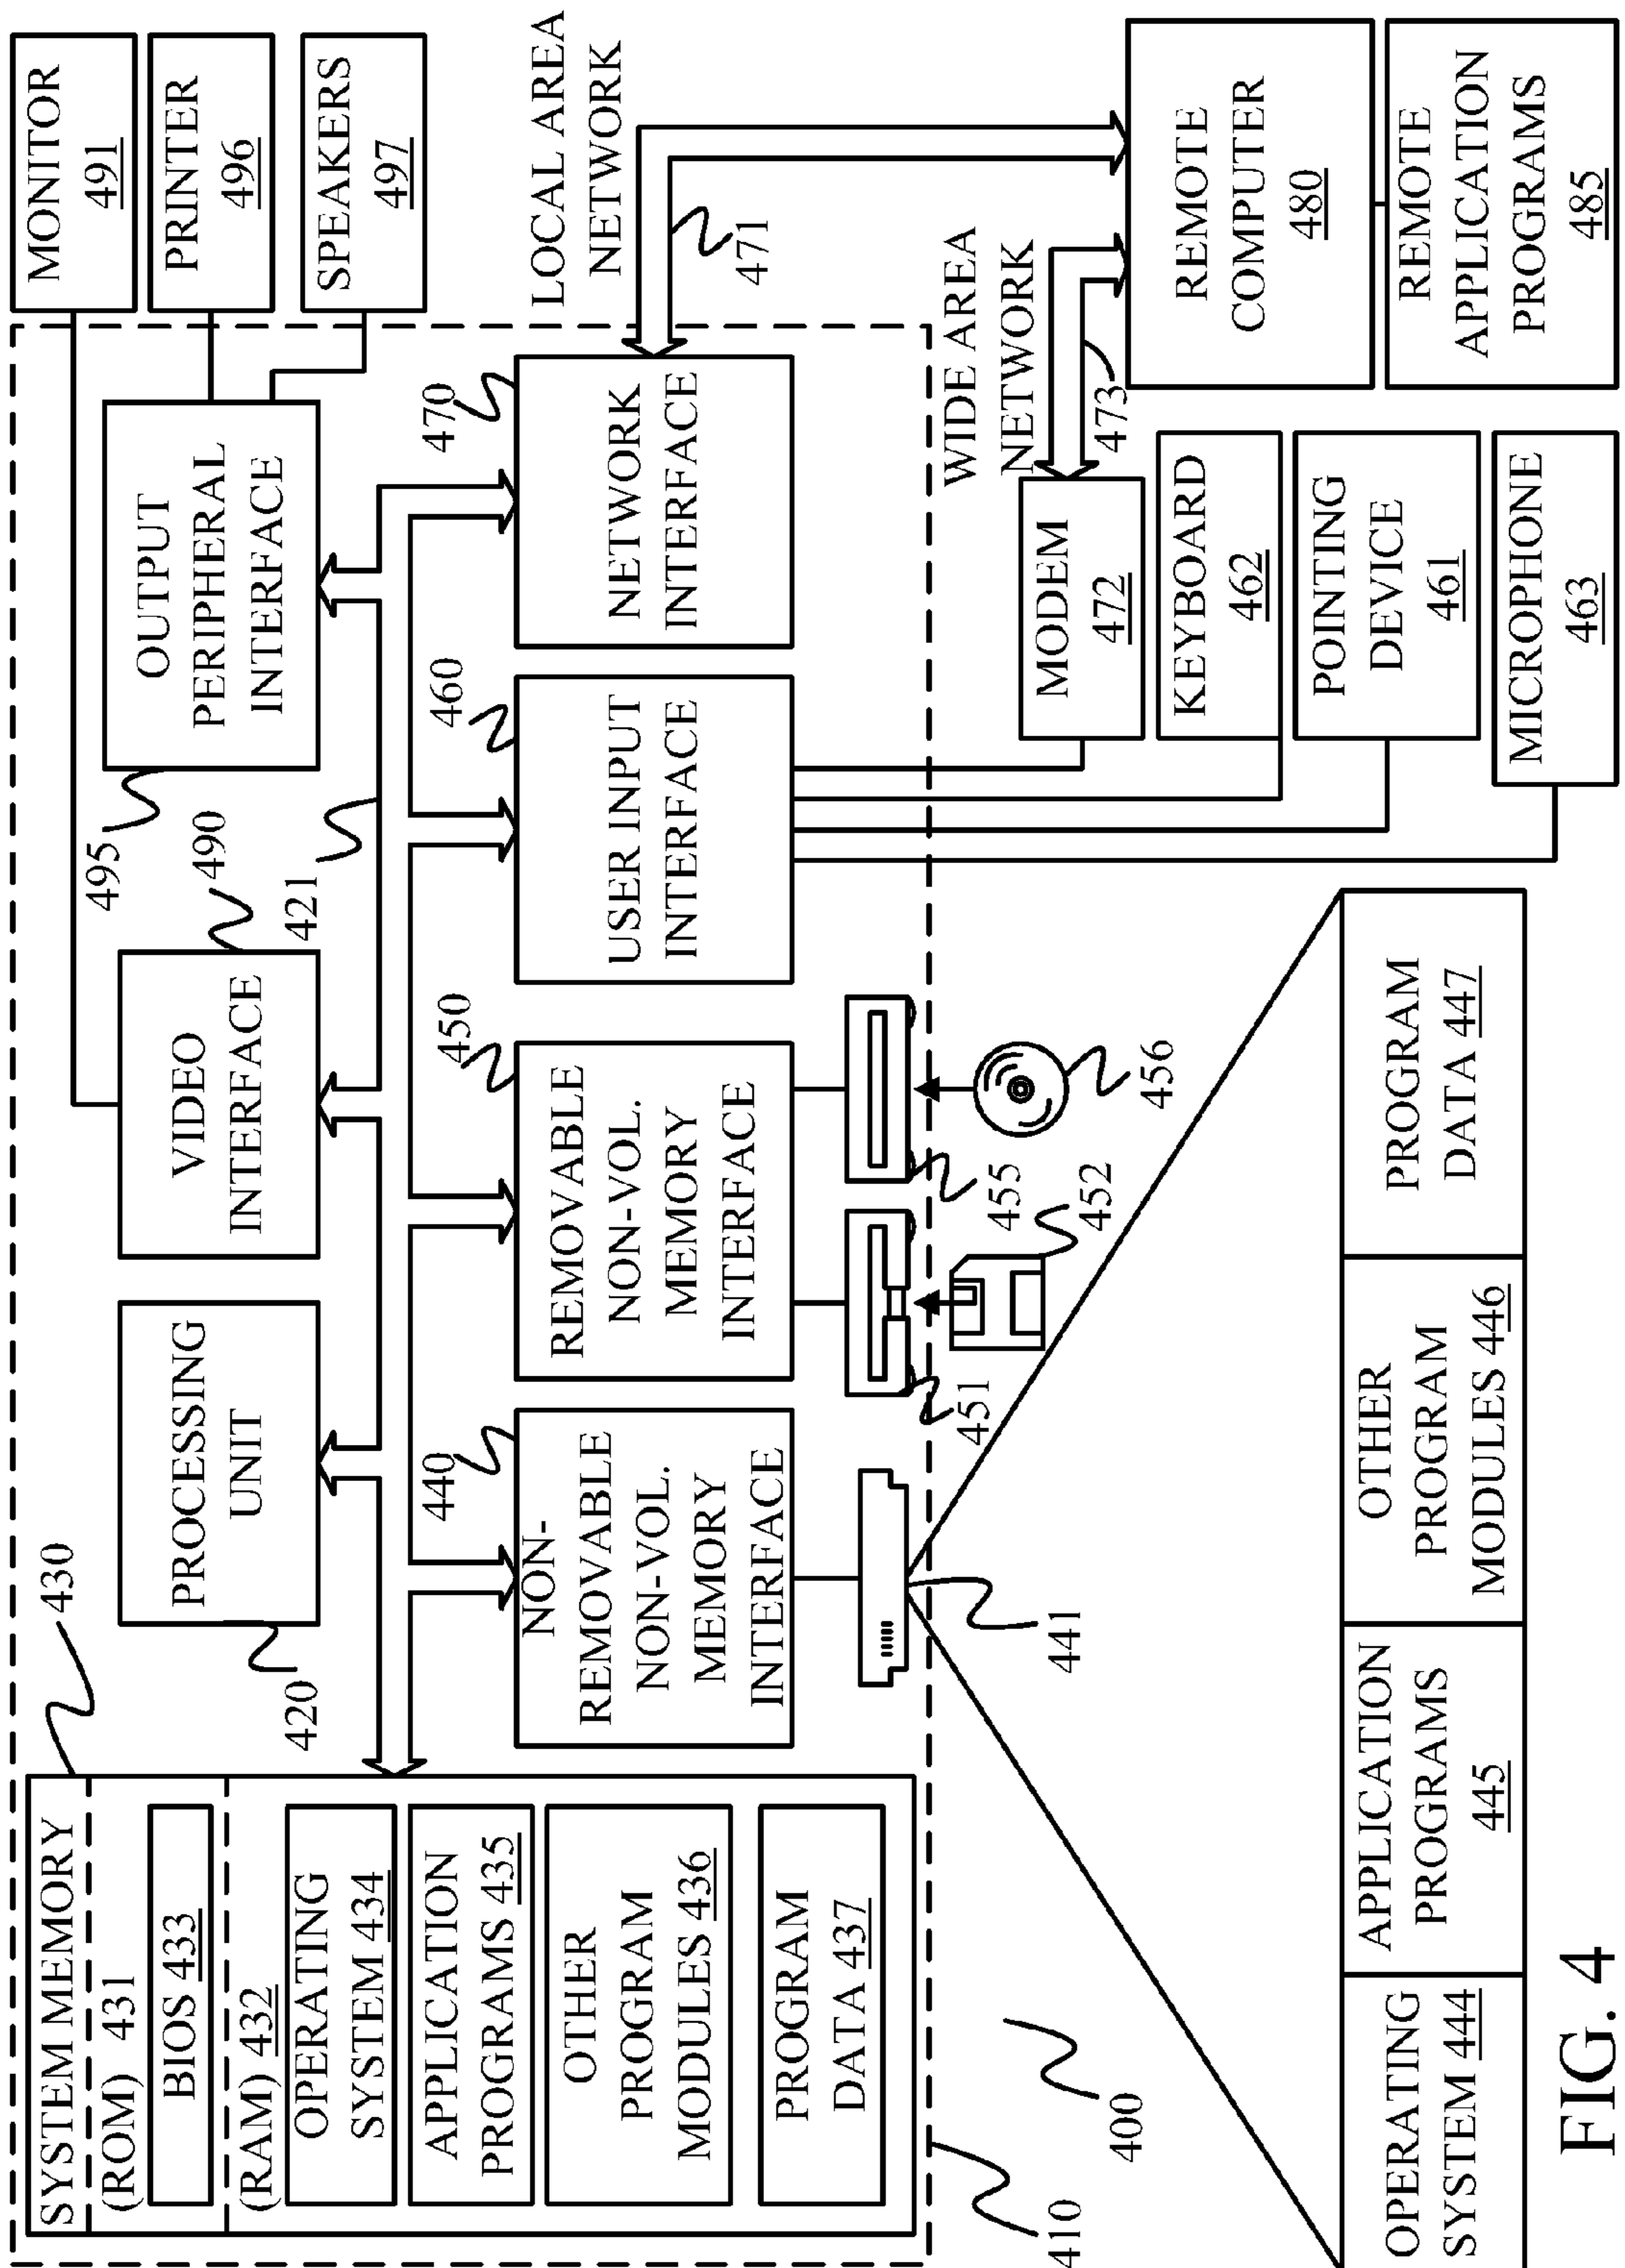 SYSTEM MEMORY
(ROM) 431
BIOS 433
(RAM) 432
OPERATING
SYSTEM 434
APPLICATION
PROGRAMS 435
OTHER
PROGRAM
MODULES 436
PROGRAM
DATA 437
430
PROCESSING
UNIT
420
VIDEO
INTERFACE
490
421
OUTPUT
PERIPHERAL
INTERFACE
495
MONITOR
491
PRINTER
496
SPEAKERS
497
440
NON-
REMOVABLE
NON-VOL.
MEMORY
INTERFACE
450
REMOVABLE
NON-VOL.
MEMORY
INTERFACE
460
USER INPUT
INTERFACE
470
NETWORK
INTERFACE
LOCAL AREA
NETWORK
471
441
451
452
455
456
WIDE AREA
NETWORK
473
MODEM
472
KEYBOARD
462
POINTING
DEVICE
461
MICROPHONE
463
REMOTE
COMPUTER
480
REMOTE
APPLICATION
PROGRAMS
485
410
400
OPERATING
SYSTEM 444
APPLICATION
PROGRAMS
445
OTHER
PROGRAM
MODULES 446
PROGRAM
DATA 447
FIG. 4